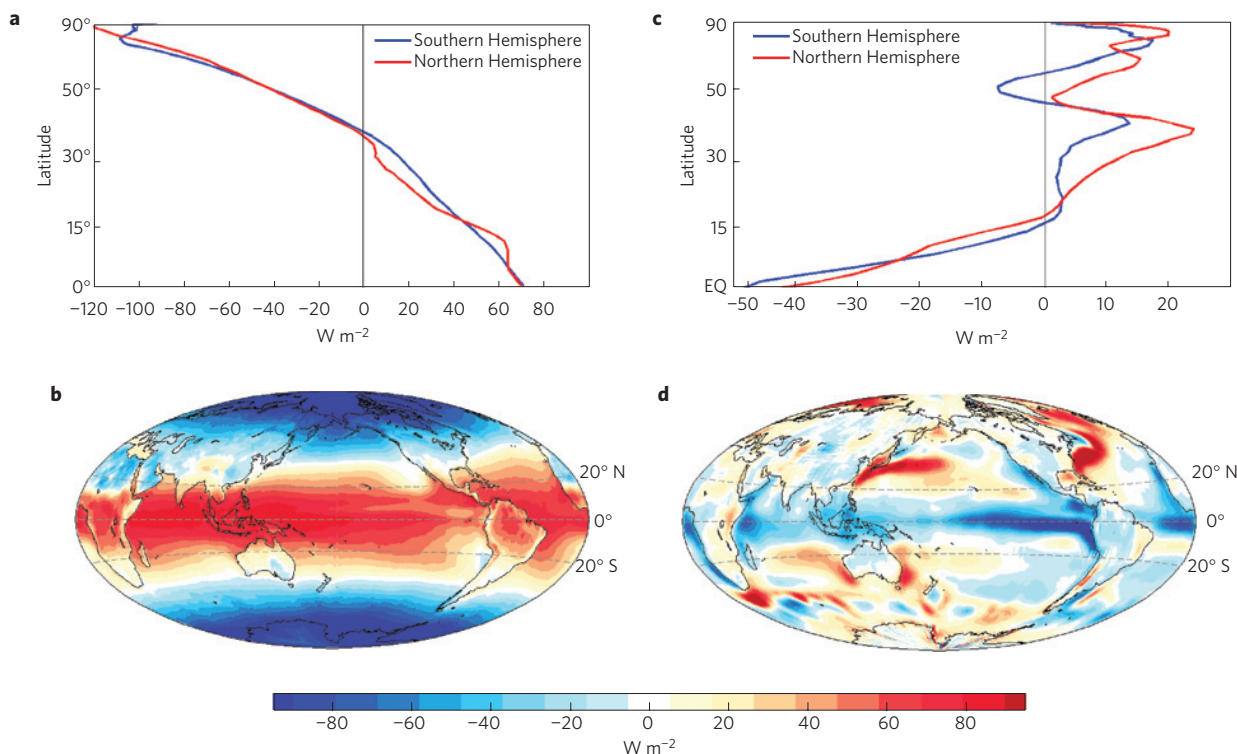 a
90°
50°
30°
15°
0°
Latitude
Southern Hemisphere
Northern Hemisphere
−120 −100 −80 −60 −40 −20 0 20 40 60 80
W m⁻²
c
90
50
30
15
EQ
Latitude
Southern Hemisphere
Northern Hemisphere
−50 −40 −30 −20 −10 0 10 20
W m⁻²
b
20° N
0°
20° S
d
20° N
0°
20° S
−80 −60 −40 −20 0 20 40 60 80
W m⁻²